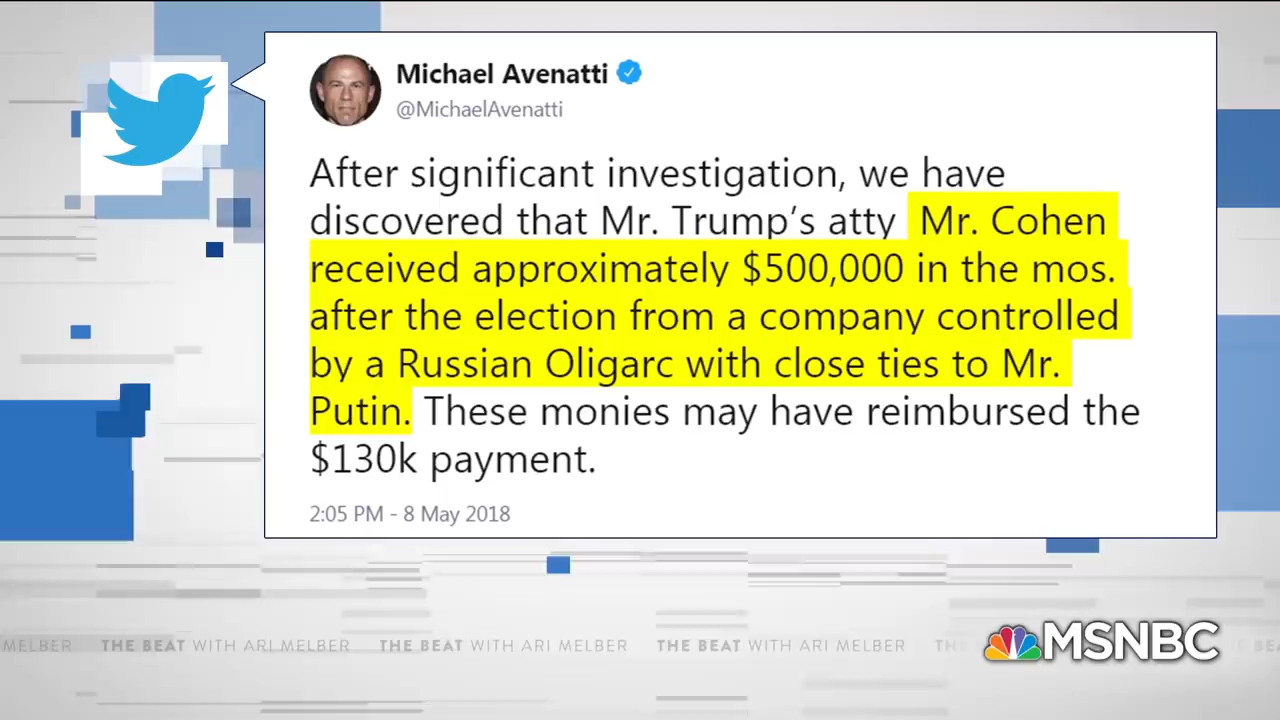 Michael Avenatti
@MichaelAvenatti
After significant investigation, we have
discovered that Mr. Trump’s atty Mr. Cohen
received approximately $500,000 in the mos.
after the election from a company controlled
by a Russian Oligarc with close ties to Mr.
Putin. These monies may have reimbursed the
$130k payment.
2:05 PM - 8 May 2018
MELBER THE BEAT WITH ARI MELBER THE BEAT WITH ARI MELBER THE BEAT WITH ARI MELBER TH
MSNBC